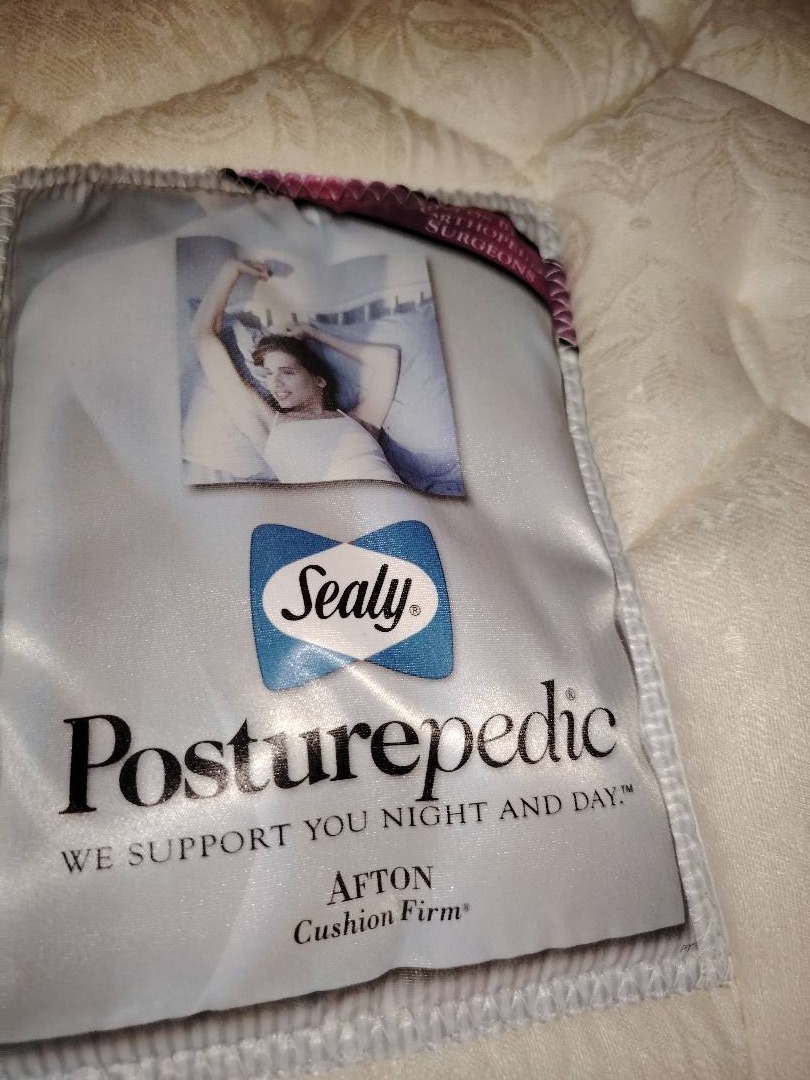 SURGEONS
Sealy®
Posturepedic®
WE SUPPORT YOU NIGHT AND DAY.™
AFTON
Cushion Firm®